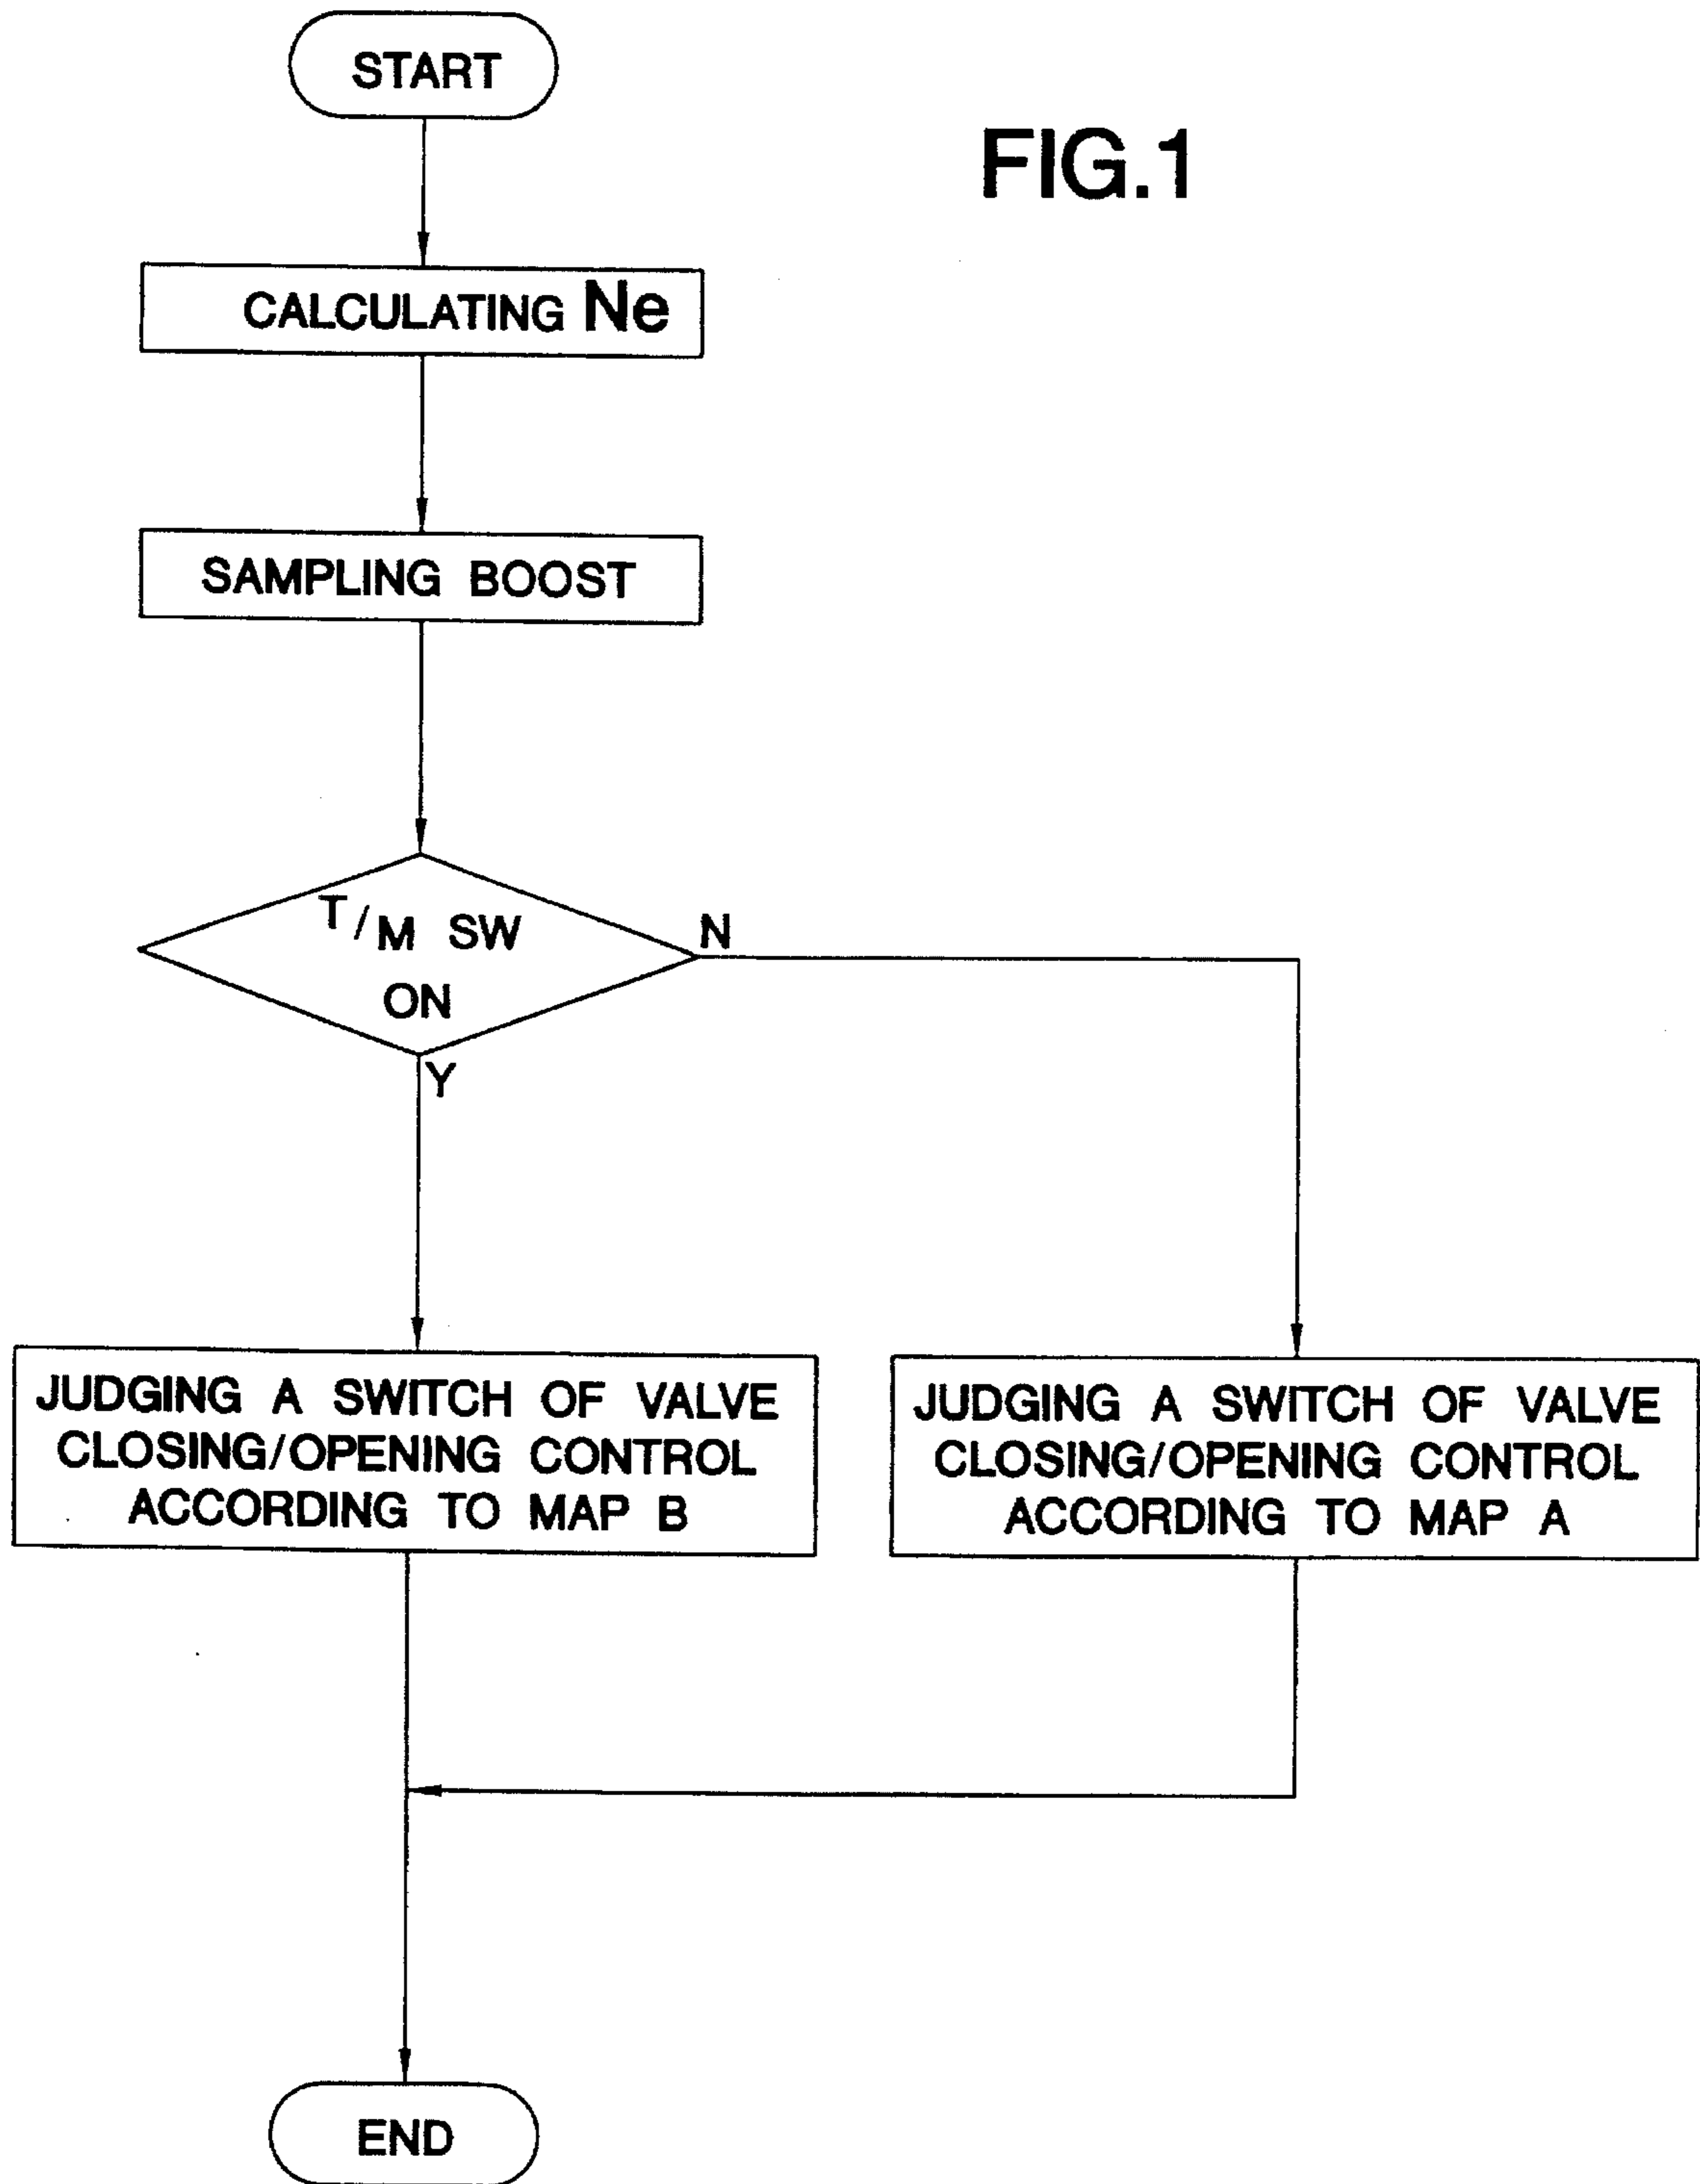 START
FIG.1
CALCULATING Ne
SAMPLING BOOST
T/M SW
ON
N
Y
JUDGING A SWITCH OF VALVE
CLOSING/OPENING CONTROL
ACCORDING TO MAP B
JUDGING A SWITCH OF VALVE
CLOSING/OPENING CONTROL
ACCORDING TO MAP A
END